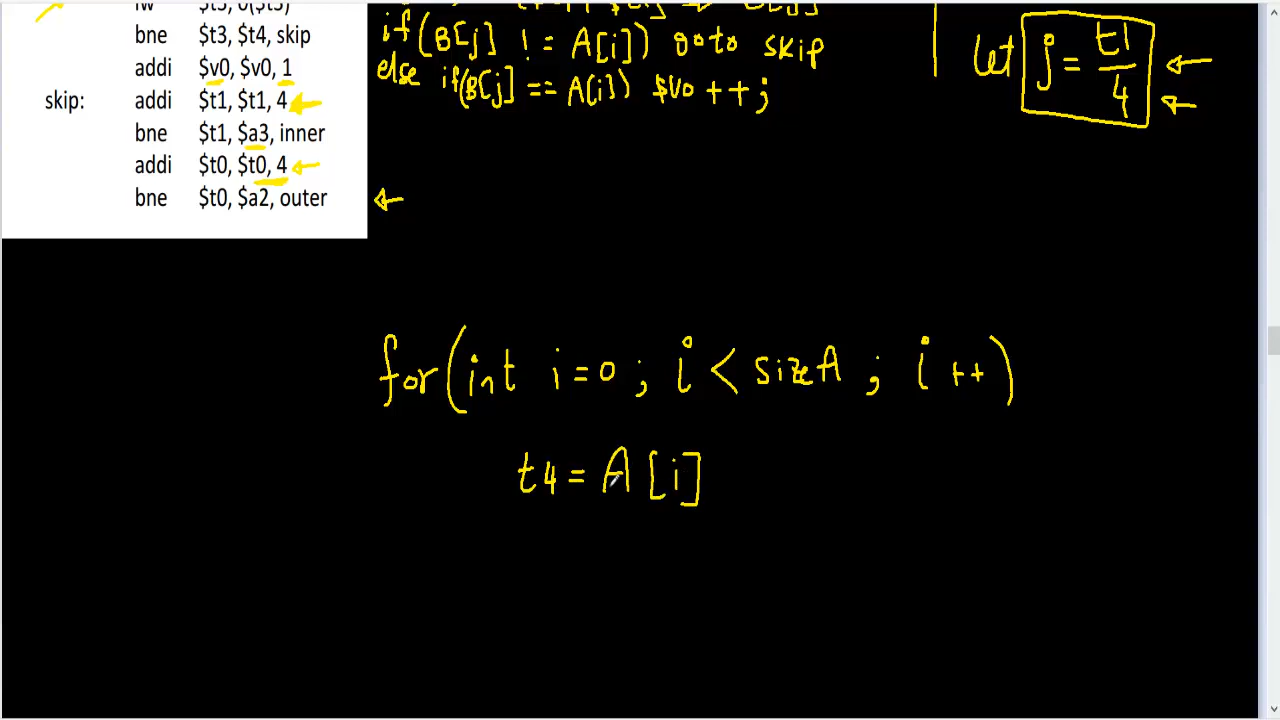 bne $t3, $t4, skip
addi $v0, $v0, 1
skip: addi $t1, $t1, 4
bne $t1, $a3, inner
addi $t0, $t0, 4
bne $t0, $a2, outer
if(B[j] != A[i]) goto skip
else if(B[j] == A[i]) $v0 ++;
let j = t1/4
for(int i=0; i < sizeA; i++)
t4= A[i]